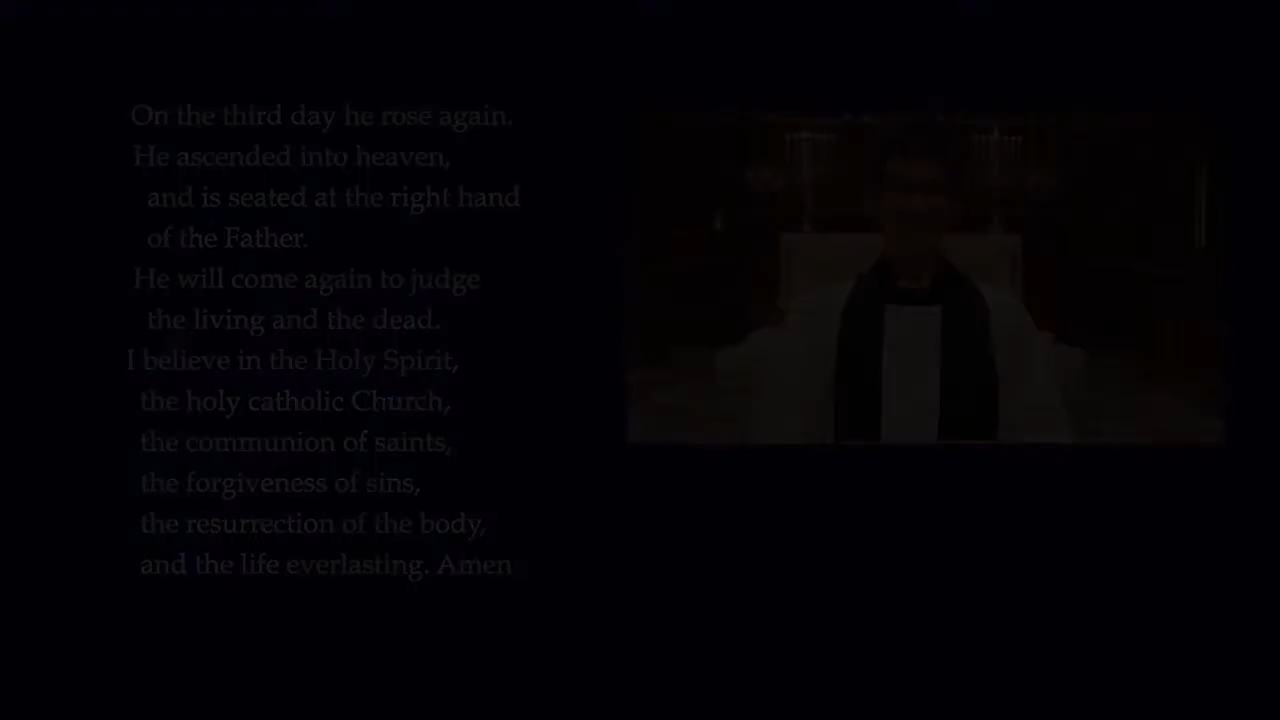 On the third day he rose again.
He ascended into heaven,
and is seated at the right hand
of the Father.
He will come again to judge
the living and the dead.
I believe in the Holy Spirit,
the holy catholic Church,
the communion of saints,
the forgiveness of sins,
the resurrection of the body,
and the life everlasting. Amen